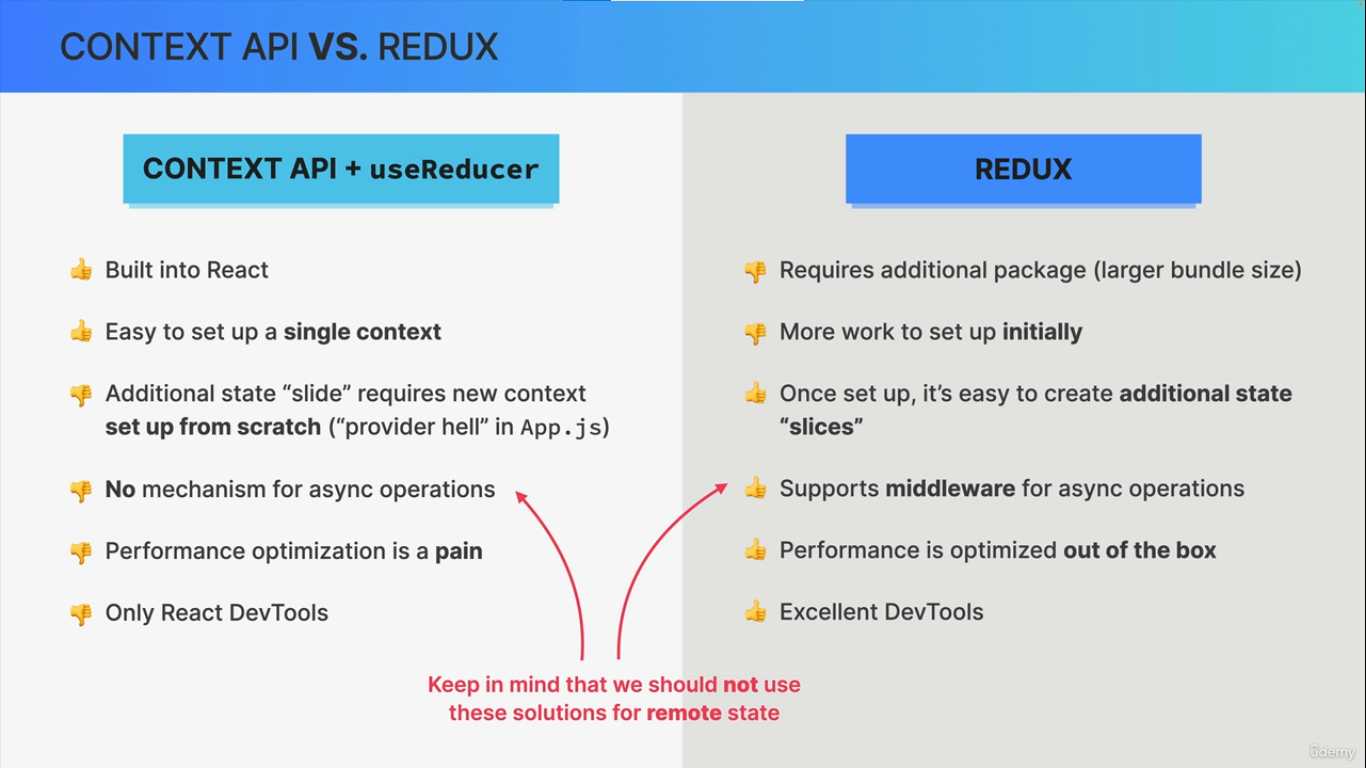 CONTEXT API VS. REDUX
CONTEXT API + useReducer
Built into React
Easy to set up a single context
Additional state “slide” requires new context
set up from scratch (“provider hell” in App.js)
No mechanism for async operations
Performance optimization is a pain
Only React DevTools
REDUX
Requires additional package (larger bundle size)
More work to set up initially
Once set up, it’s easy to create additional state
“slices”
Supports middleware for async operations
Performance is optimized out of the box
Excellent DevTools
Keep in mind that we should not use
these solutions for remote state
ûdemy